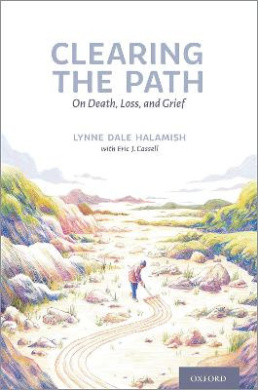 CLEARING
THE PATH
On Death, Loss, and Grief
LYNNE DALE HALAMISH
with Eric J. Cassell
OXFORD